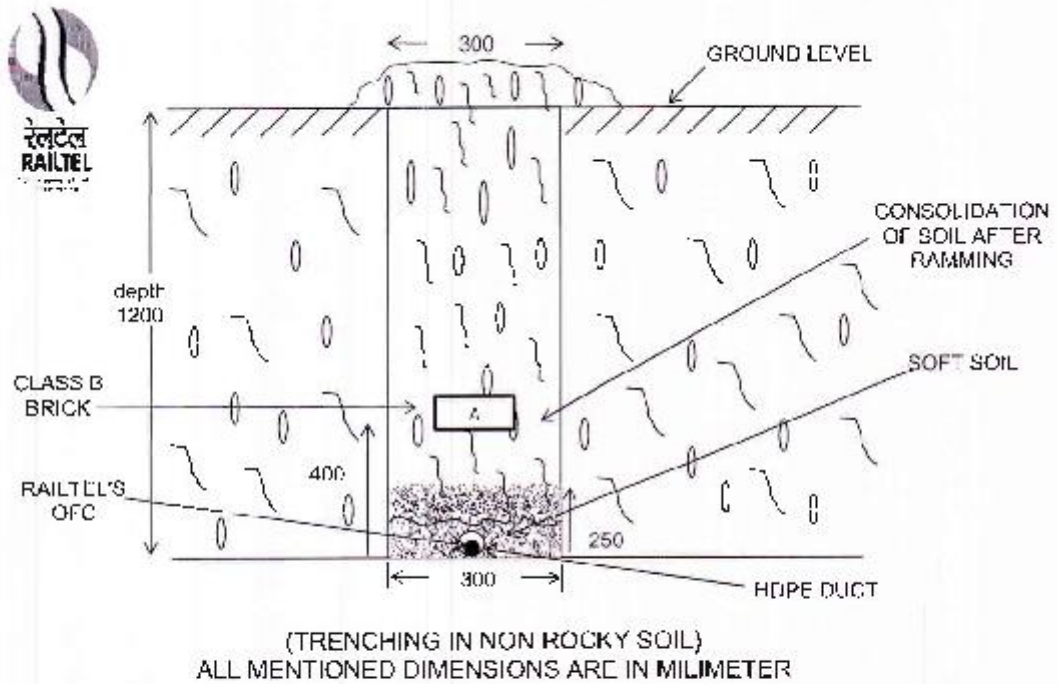 300
GROUND LEVEL
रेलटेल
RAILTEL
CONSOLIDATION
OF SOIL AFTER
RAMMING
depth
1200
SOFT SOIL
CLASS B
BRICK
A
400
RAILTEL'S
OFC
250
300
HDPE DUCT
(TRENCHING IN NON ROCKY SOIL)
ALL MENTIONED DIMENSIONS ARE IN MILIMETER